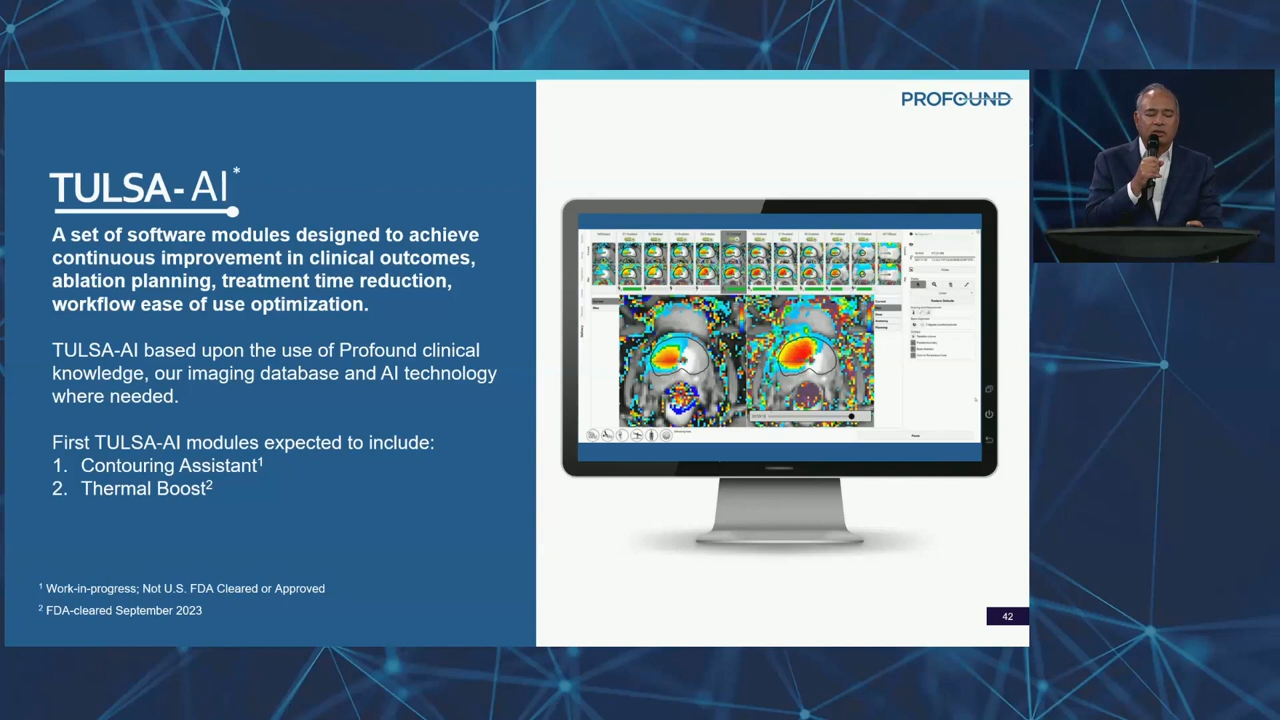 PROFOUND
TULSA-AI*
A set of software modules designed to achieve
continuous improvement in clinical outcomes,
ablation planning, treatment time reduction,
workflow ease of use optimization.
TULSA-AI based upon the use of Profound clinical
knowledge, our imaging database and AI technology
where needed.
First TULSA-AI modules expected to include:
1. Contouring Assistant¹
2. Thermal Boost²
¹ Work-in-progress; Not U.S. FDA Cleared or Approved
² FDA-cleared September 2023
42